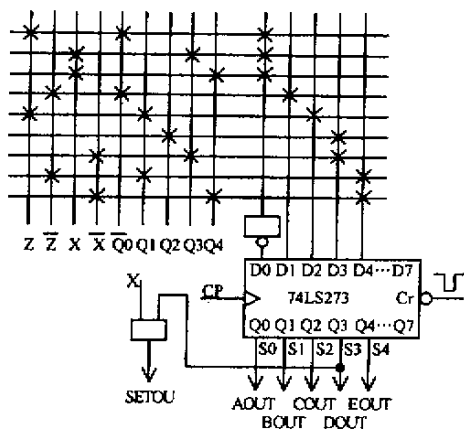 Z Z̅ X X̅ Q̅0 Q1 Q2 Q3 Q4
D0 D1 D2 D3 D4···D7
X
CP
74LS273
Cr
Q0 Q1 Q2 Q3 Q4···Q7
S0 S1 S2 S3 S4
SETOU
AOUT COUT EOUT
BOUT DOUT